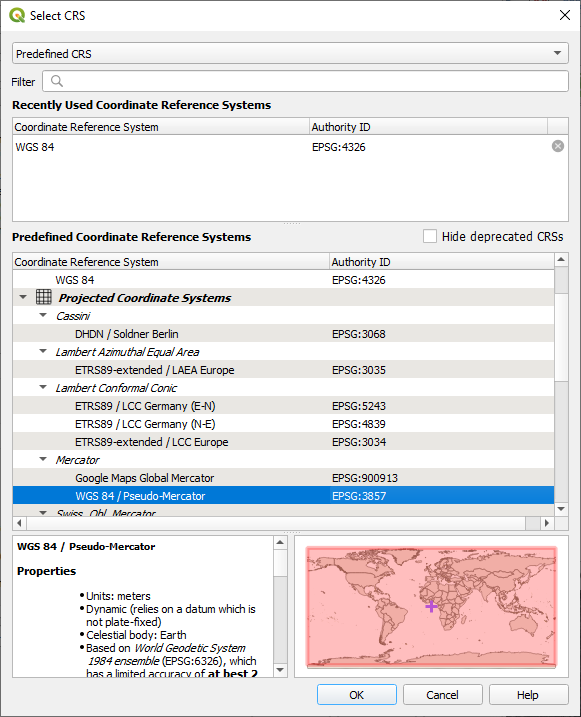 Select CRS
Predefined CRS
Filter
Recently Used Coordinate Reference Systems
Coordinate Reference System Authority ID
WGS 84 EPSG:4326
Predefined Coordinate Reference Systems Hide deprecated CRSs
Coordinate Reference System Authority ID
WGS 84 EPSG:4326
Projected Coordinate Systems
Cassini
DHDN / Soldner Berlin EPSG:3068
Lambert Azimuthal Equal Area
ETRS89-extended / LAEA Europe EPSG:3035
Lambert Conformal Conic
ETRS89 / LCC Germany (E-N) EPSG:5243
ETRS89 / LCC Germany (N-E) EPSG:4839
ETRS89-extended / LCC Europe EPSG:3034
Mercator
Google Maps Global Mercator EPSG:900913
WGS 84 / Pseudo-Mercator EPSG:3857
Swiss. Obl. Mercator
WGS 84 / Pseudo-Mercator
Properties
• Units: meters
• Dynamic (relies on a datum which is
not plate-fixed)
• Celestial body: Earth
• Based on World Geodetic System
1984 ensemble (EPSG:6326), which
has a limited accuracy of at best 2
OK Cancel Help